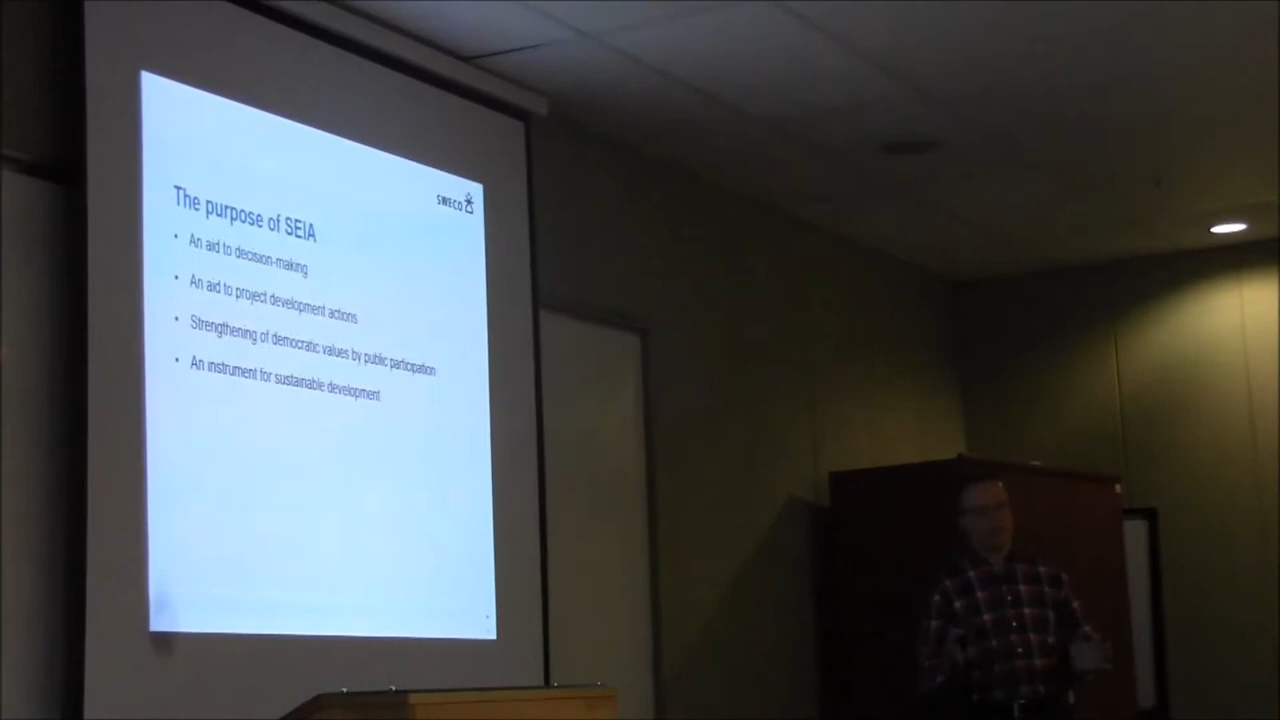 SWECO
The purpose of SEIA
• An aid to decision-making
• An aid to project development actions
• Strengthening of democratic values by public participation
• An instrument for sustainable development